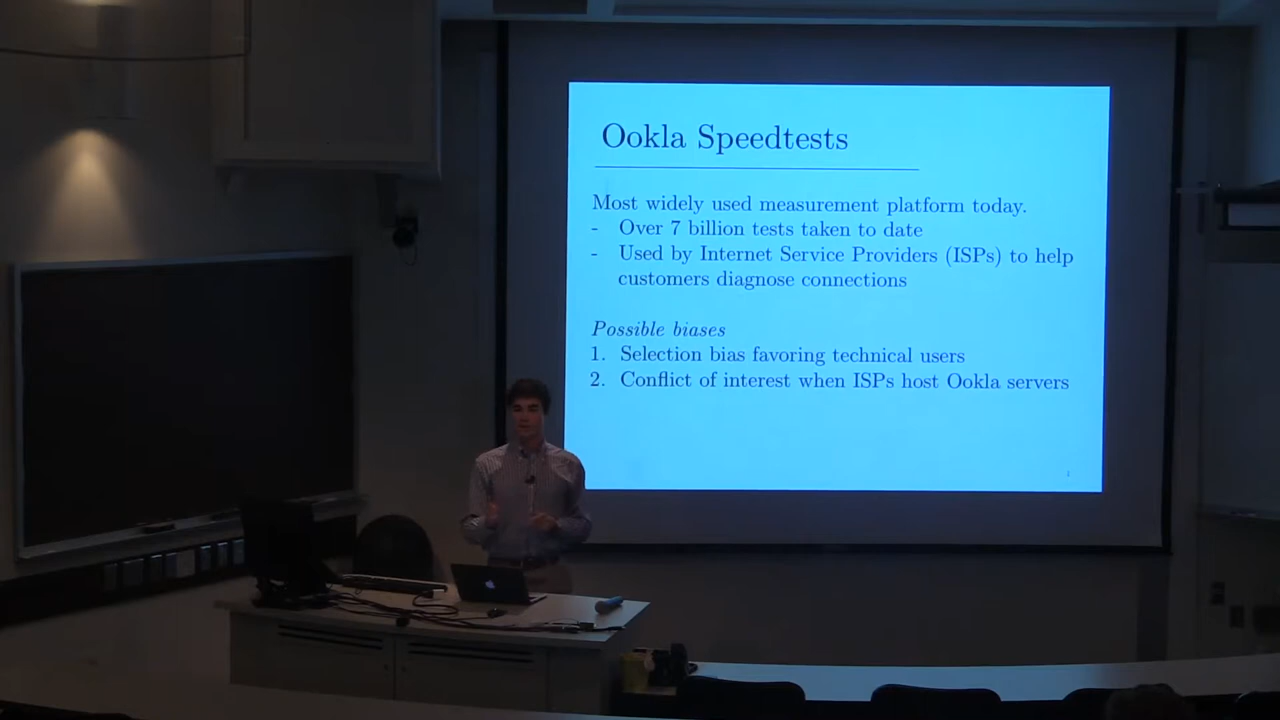 Ookla Speedtests
Most widely used measurement platform today.
- Over 7 billion tests taken to date
- Used by Internet Service Providers (ISPs) to help
customers diagnose connections
Possible biases
1. Selection bias favoring technical users
2. Conflict of interest when ISPs host Ookla servers
1